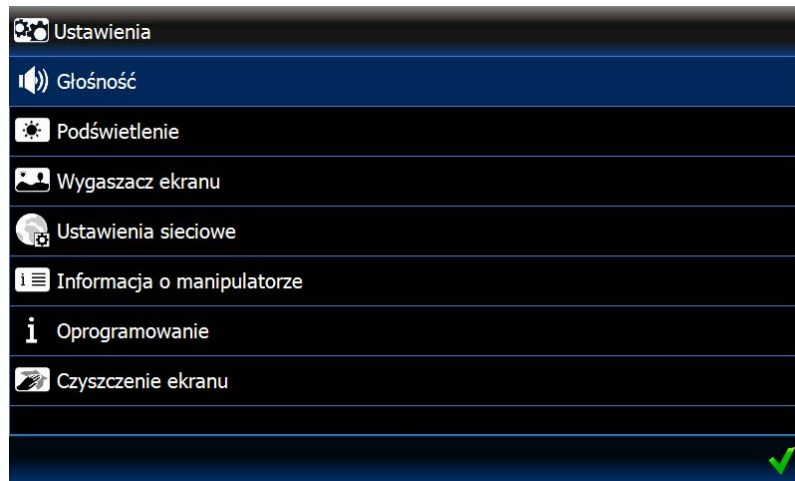 Ustawienia
Głośność
Podświetlenie
Wygaszacz ekranu
Ustawienia sieciowe
Informacja o manipulatorze
Oprogramowanie
Czyszczenie ekranu